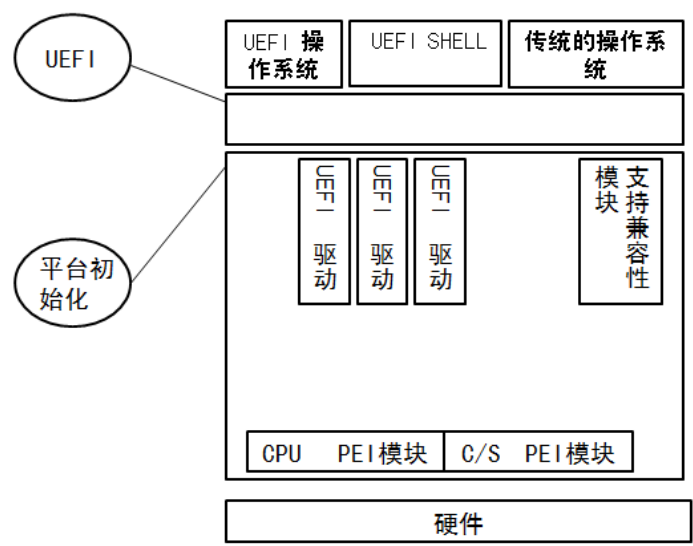 UEFI
UEFI 操
作系统
UEFI SHELL
传统的操作系
统
UEFI 驱动
UEFI 驱动
UEFI 驱动
支持兼容性
模块
平台初
始化
CPU PEI模块
C/S PEI模块
硬件